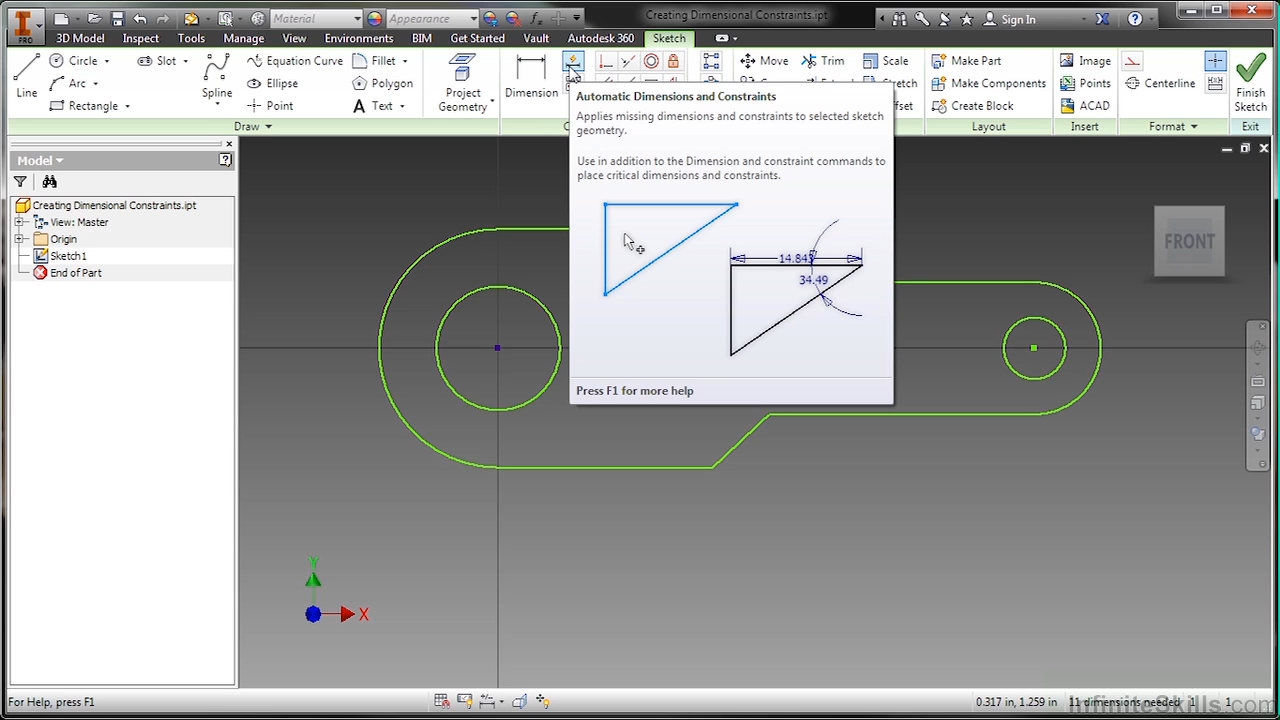 Material
Appearance
Creating Dimensional Constraints.ipt
Sign In
PRO
3D Model
Inspect
Tools
Manage
View
Environments
BIM
Get Started
Vault
Autodesk 360
Sketch
Line
Circle
Arc
Rectangle
Slot
Spline
Equation Curve
Ellipse
Point
Fillet
Polygon
Text
Project
Geometry
Dimension
Move
Trim
Scale
Stretch
Make Part
Make Components
Create Block
Image
Points
ACAD
Centerline
Finish
Sketch
Draw
Layout
Insert
Format
Exit
Automatic Dimensions and Constraints
Applies missing dimensions and constraints to selected sketch
geometry.
Use in addition to the Dimension and constraint commands to
place critical dimensions and constraints.
14.843
34.49
Press F1 for more help
Model
Creating Dimensional Constraints.ipt
View: Master
Origin
Sketch1
End of Part
FRONT
Y
X
For Help, press F1
0.317 in, 1.259 in
11 dimensions needed
1
1
InfiniteSkills.com